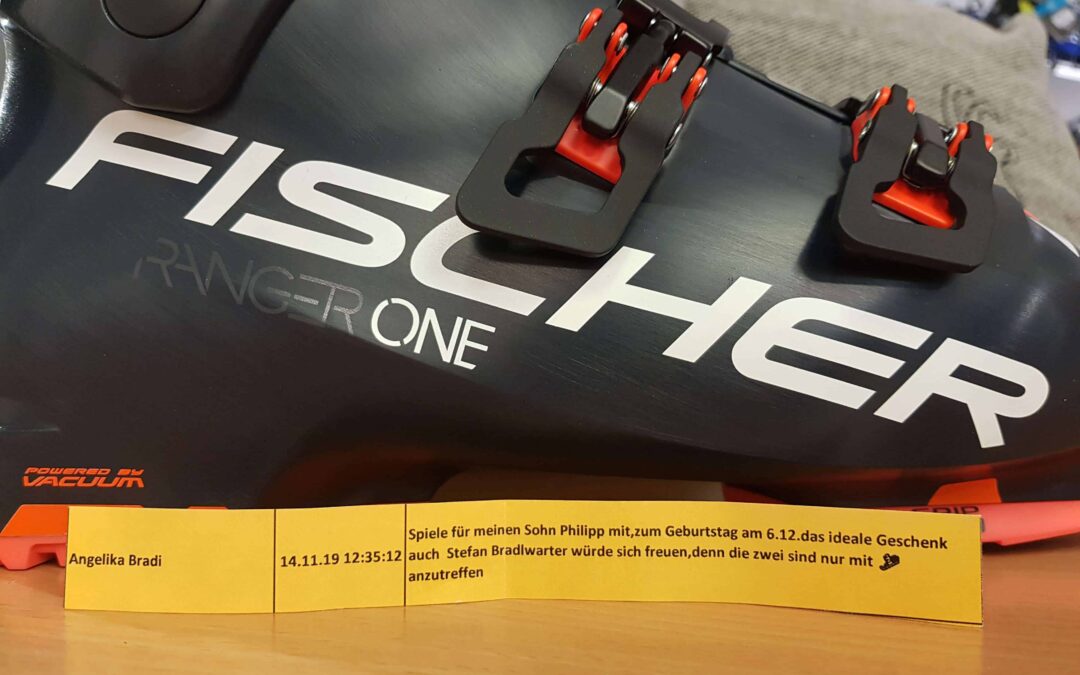 FISCHER
RANGER ONE
POWERED BY
VACUUM
GRIP
Angelika Bradi
14.11.19 12:35:12
Spiele für meinen Sohn Philipp mit,zum Geburtstag am 6.12.das ideale Geschenk
auch Stefan Bradlwarter würde sich freuen,denn die zwei sind nur mit
anzutreffen